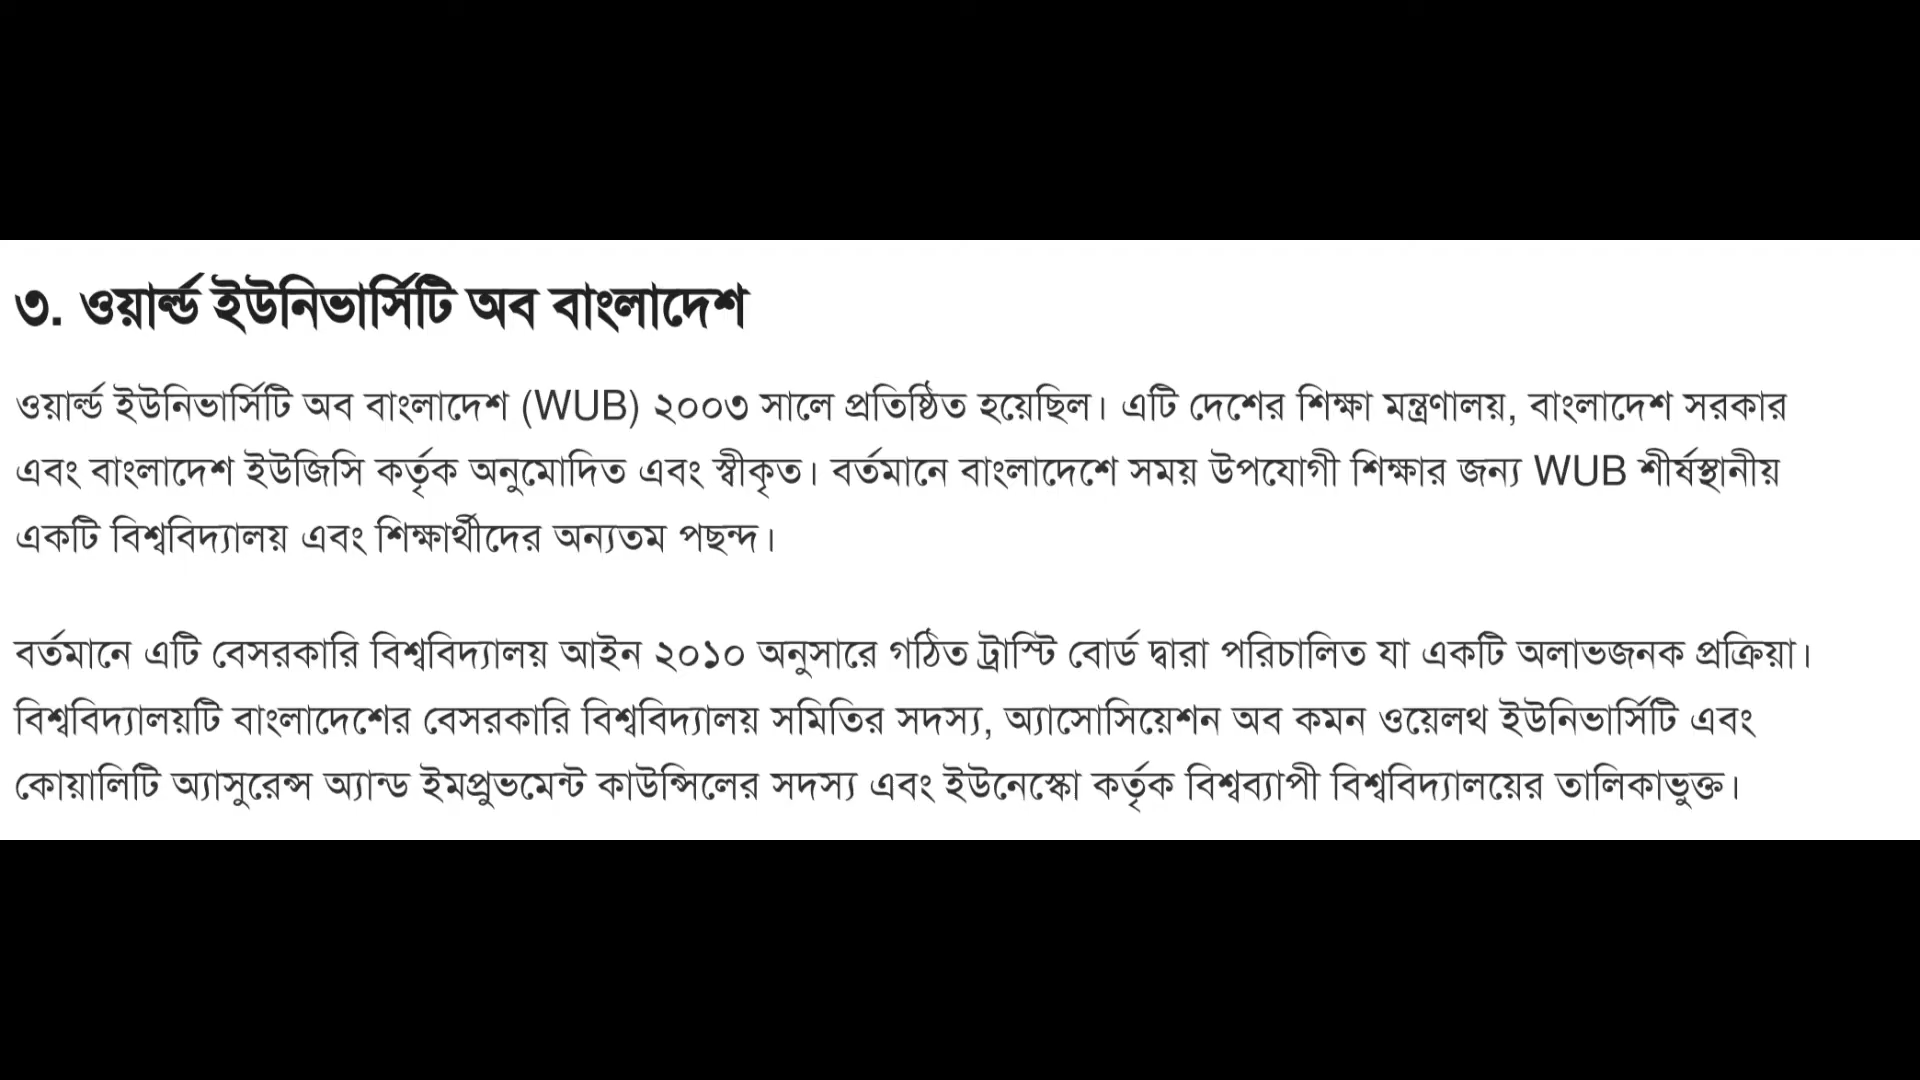 ৩. ওয়ার্ল্ড ইউনিভার্সিটি অব বাংলাদেশ
ওয়ার্ল্ড ইউনিভার্সিটি অব বাংলাদেশ (WUB) ২০০৩ সালে প্রতিষ্ঠিত হয়েছিল। এটি দেশের শিক্ষা মন্ত্রণালয়, বাংলাদেশ সরকার
এবং বাংলাদেশ ইউজিসি কর্তৃক অনুমোদিত এবং স্বীকৃত। বর্তমানে বাংলাদেশে সময় উপযোগী শিক্ষার জন্য WUB শীর্ষস্থানীয়
একটি বিশ্ববিদ্যালয় এবং শিক্ষার্থীদের অন্যতম পছন্দ।
বর্তমানে এটি বেসরকারি বিশ্ববিদ্যালয় আইন ২০১০ অনুসারে গঠিত ট্রাস্টি বোর্ড দ্বারা পরিচালিত যা একটি অলাভজনক প্রক্রিয়া।
বিশ্ববিদ্যালয়টি বাংলাদেশের বেসরকারি বিশ্ববিদ্যালয় সমিতির সদস্য, অ্যাসোসিয়েশন অব কমন ওয়েলথ ইউনিভার্সিটি এবং
কোয়ালিটি অ্যাসুরেন্স অ্যান্ড ইমপ্রুভমেন্ট কাউন্সিলের সদস্য এবং ইউনেস্কো কর্তৃক বিশ্বব্যাপী বিশ্ববিদ্যালয়ের তালিকাভুক্ত।